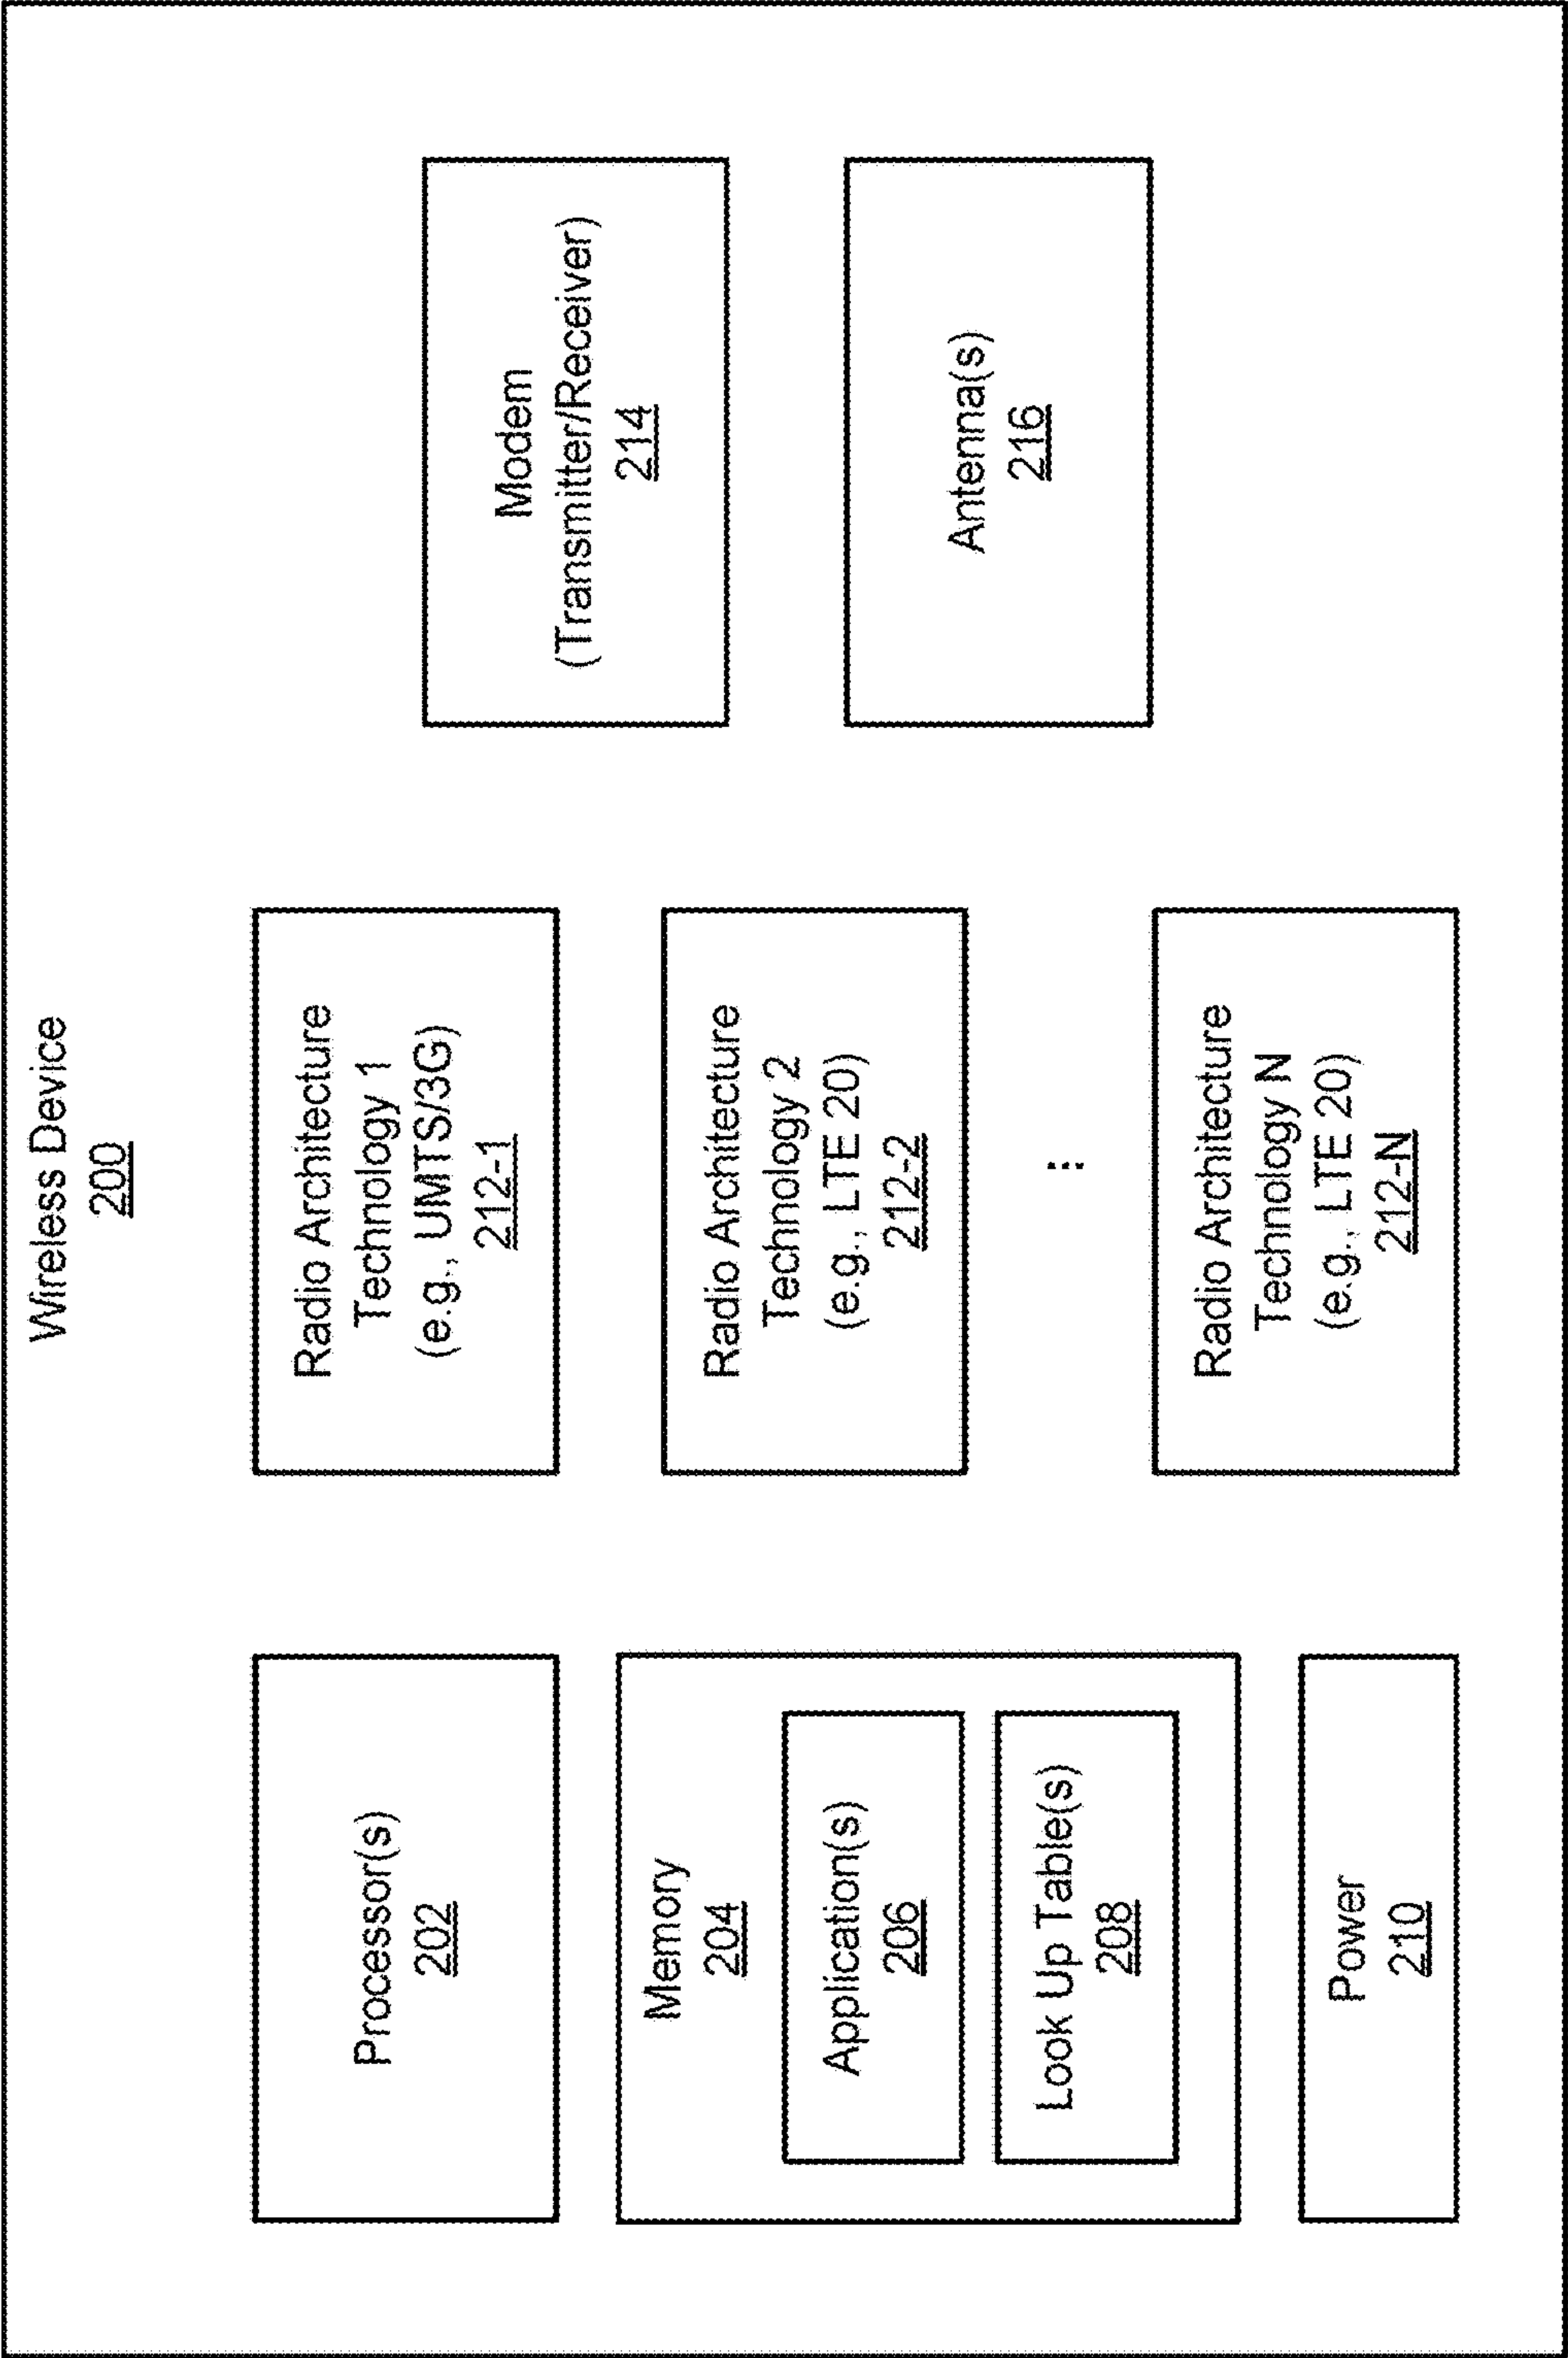 Wireless Device
200
Processor(s)
202
Memory
204
Application(s)
206
Look Up Table(s)
208
Power
210
Radio Architecture
Technology 1
(e.g., UMTS/3G)
212-1
Radio Architecture
Technology 2
(e.g., LTE 20)
212-2
...
Radio Architecture
Technology N
(e.g., LTE 20)
212-N
Modem
(Transmitter/Receiver)
214
Antenna(s)
216